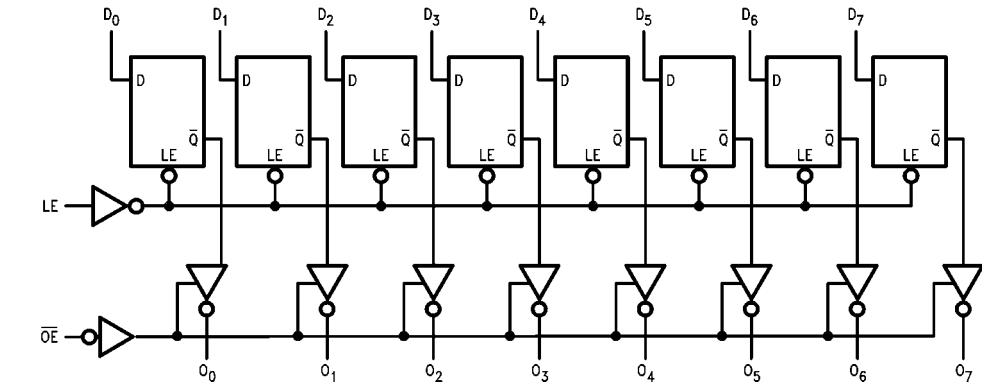 D₀ D₁ D₂ D₃ D₄ D₅ D₆ D₇
D D D D D D D D
Q̅ Q̅ Q̅ Q̅ Q̅ Q̅ Q̅ Q̅
LE LE LE LE LE LE LE LE
LE
O̅E̅
O₀ O₁ O₂ O₃ O₄ O₅ O₆ O₇